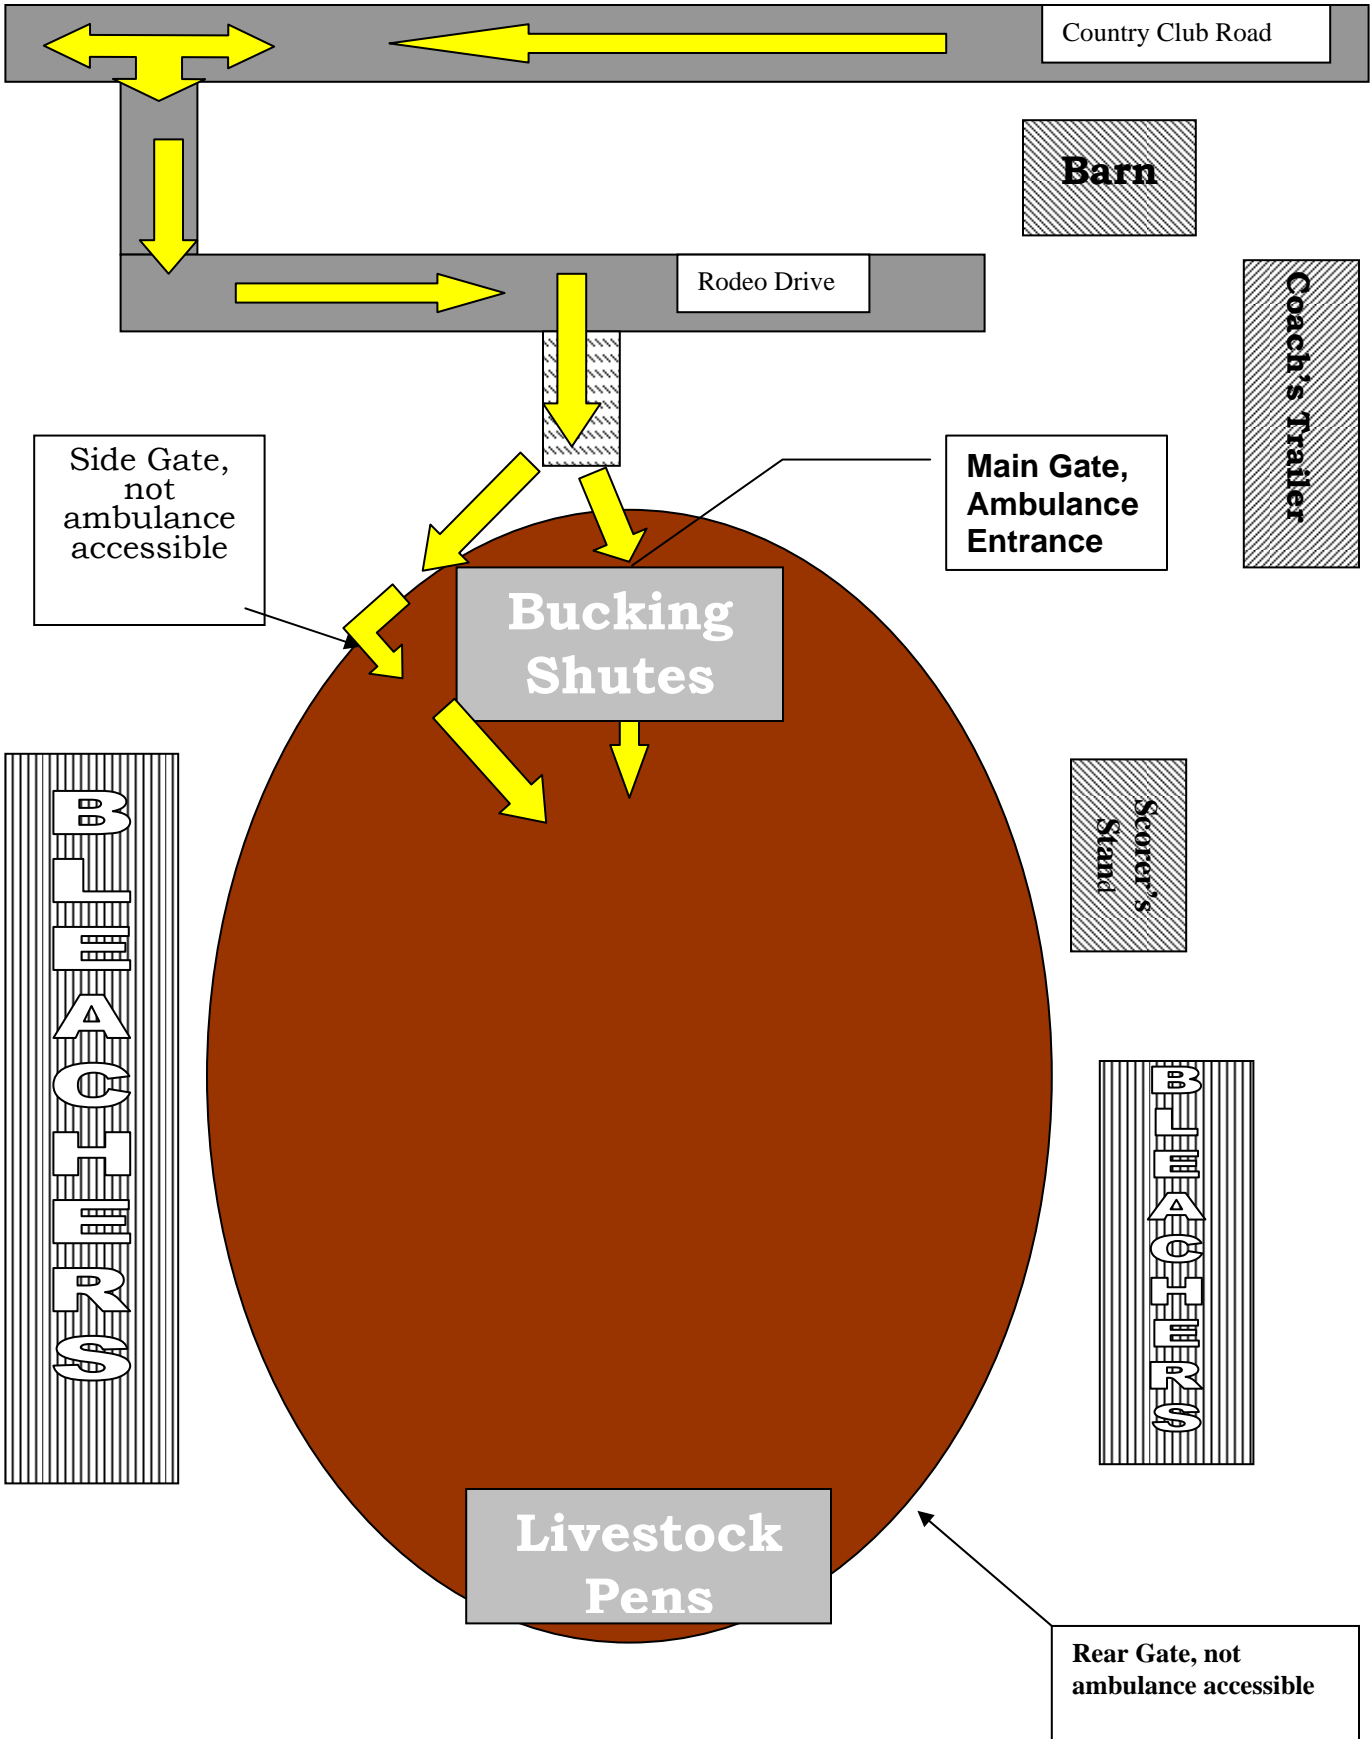 Country Club Road
Barn
Rodeo Drive
Coach's Trailer
Side Gate,
not
ambulance
accessible
Main Gate,
Ambulance
Entrance
Bucking
Shutes
Scorer's
Stand
BLEACHERS
BLEACHERS
Livestock
Pens
Rear Gate, not
ambulance accessible